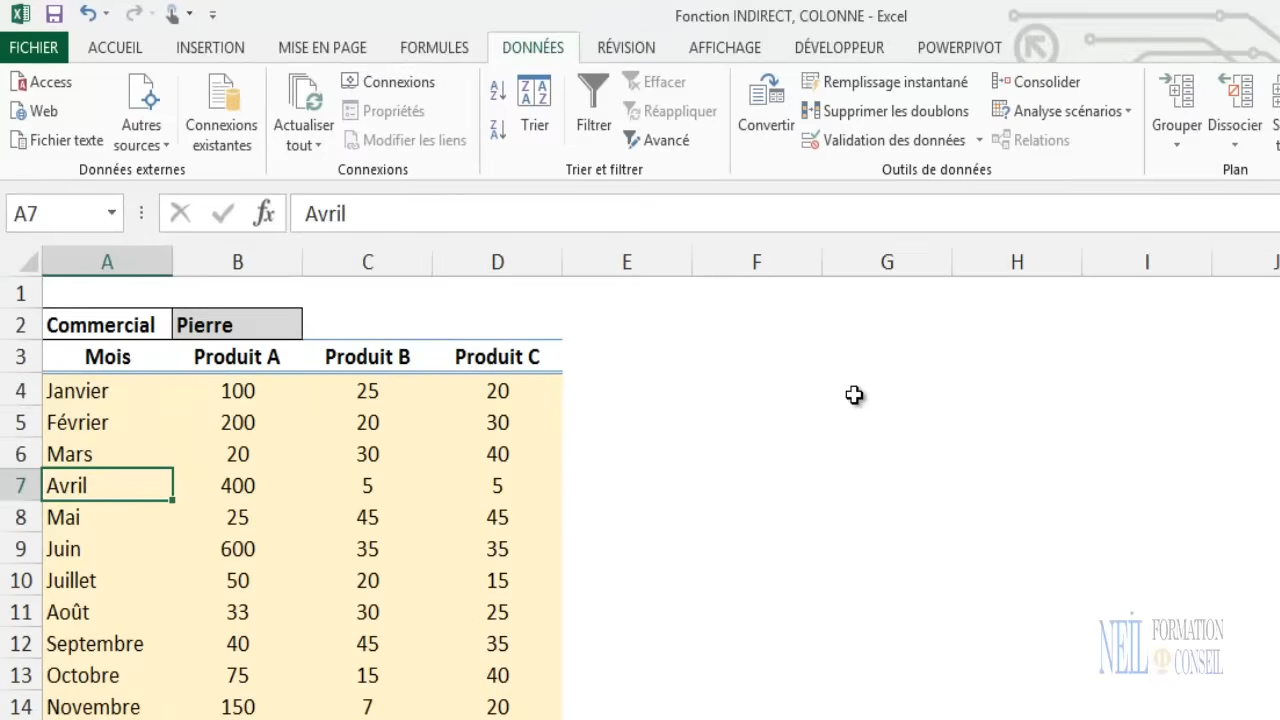 Fonction INDIRECT, COLONNE - Excel
FICHIER ACCUEIL INSERTION MISE EN PAGE FORMULES DONNÉES RÉVISION AFFICHAGE DÉVELOPPEUR POWERPIVOT
Access
Web
Fichier texte
Autres sources
Connexions existantes
Données externes
Actualiser tout
Connexions
Propriétés
Modifier les liens
Connexions
Trier
Filtrer
Effacer
Réappliquer
Avancé
Trier et filtrer
Convertir
Remplissage instantané
Supprimer les doublons
Validation des données
Consolider
Analyse scénarios
Relations
Outils de données
Grouper
Dissocier
Plan
A7 fx Avril
A B C D E F G H I J
1
2 Commercial Pierre
3 Mois Produit A Produit B Produit C
4 Janvier 100 25 20
5 Février 200 20 30
6 Mars 20 30 40
7 Avril 400 5 5
8 Mai 25 45 45
9 Juin 600 35 35
10 Juillet 50 20 15
11 Août 33 30 25
12 Septembre 40 45 35
13 Octobre 75 15 40
14 Novembre 150 7 20
NEIL FORMATION
CONSEIL